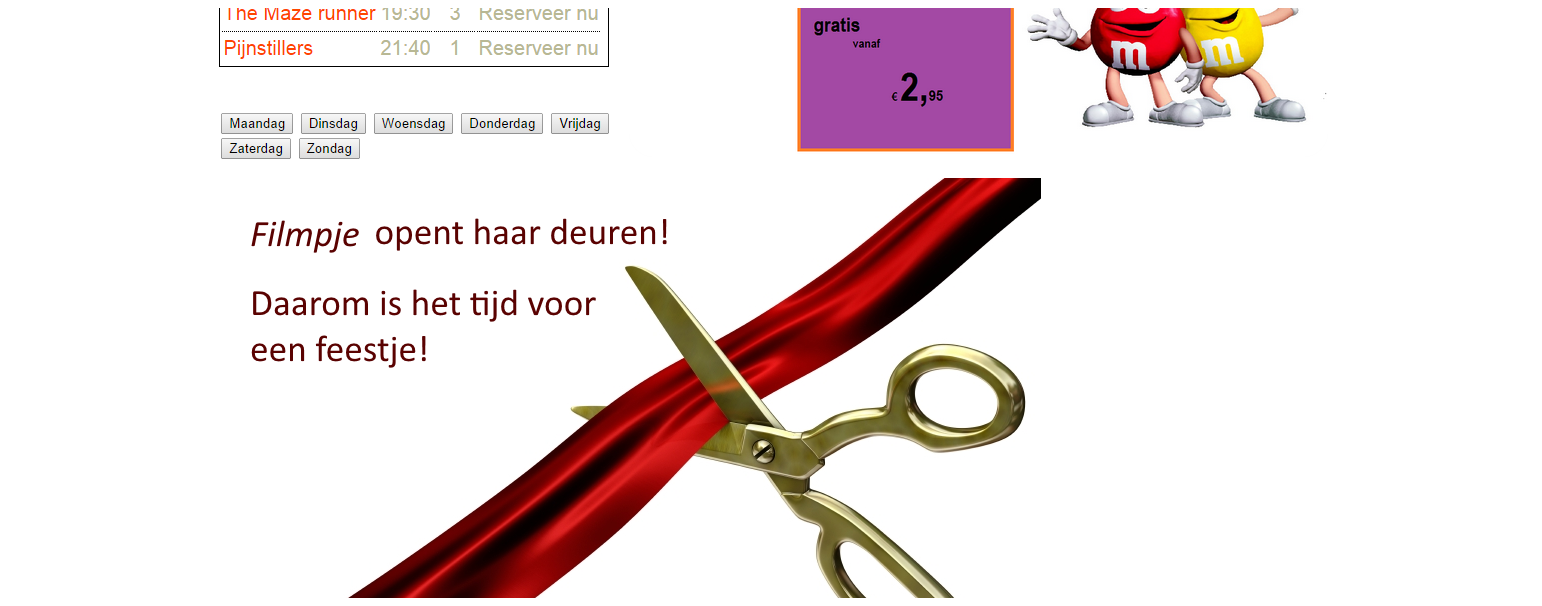 The Maze runner 19:30 3 Reserveer nu
Pijnstillers 21:40 1 Reserveer nu
gratis
vanaf
€2,95
m
m
Maandag Dinsdag Woensdag Donderdag Vrijdag
Zaterdag Zondag
Filmpje opent haar deuren!
Daarom is het tijd voor
een feestje!